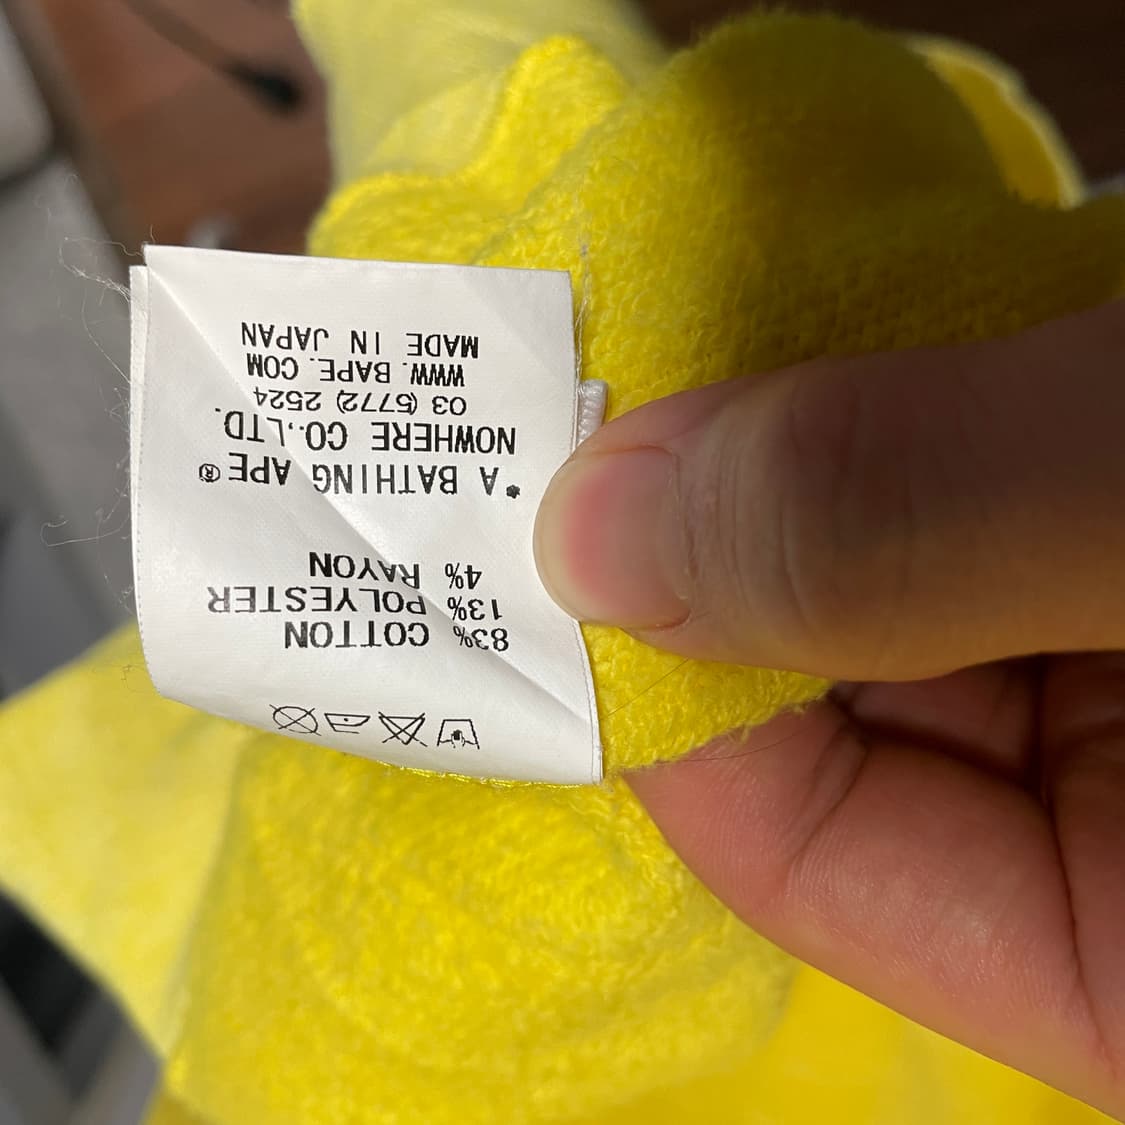 83% COTTON
13% POLYESTER
4% RAYON
*A BATHING APE®
NOWHERE CO.,LTD.
03 (5772) 2524
WWW. BAPE. COM
MADE IN JAPAN